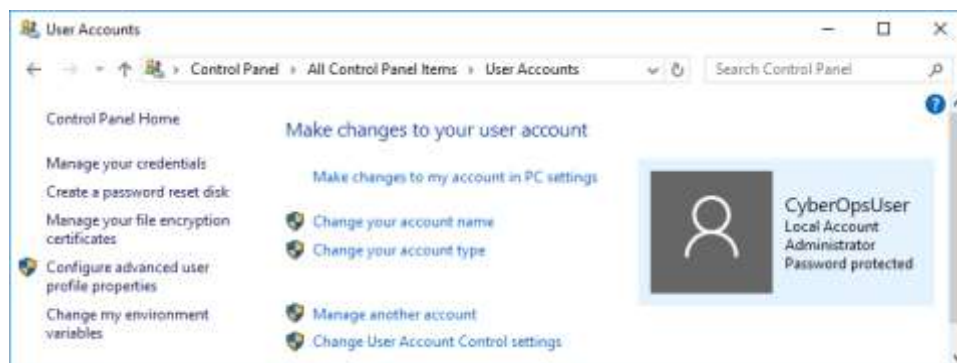 User Accounts
Control Panel > All Control Panel Items > User Accounts
Search Control Panel
Control Panel Home
Manage your credentials
Create a password reset disk
Manage your file encryption
certificates
Configure advanced user
profile properties
Change my environment
variables
Make changes to your user account
Make changes to my account in PC settings
Change your account name
Change your account type
Manage another account
Change User Account Control settings
CyberOpsUser
Local Account
Administrator
Password protected